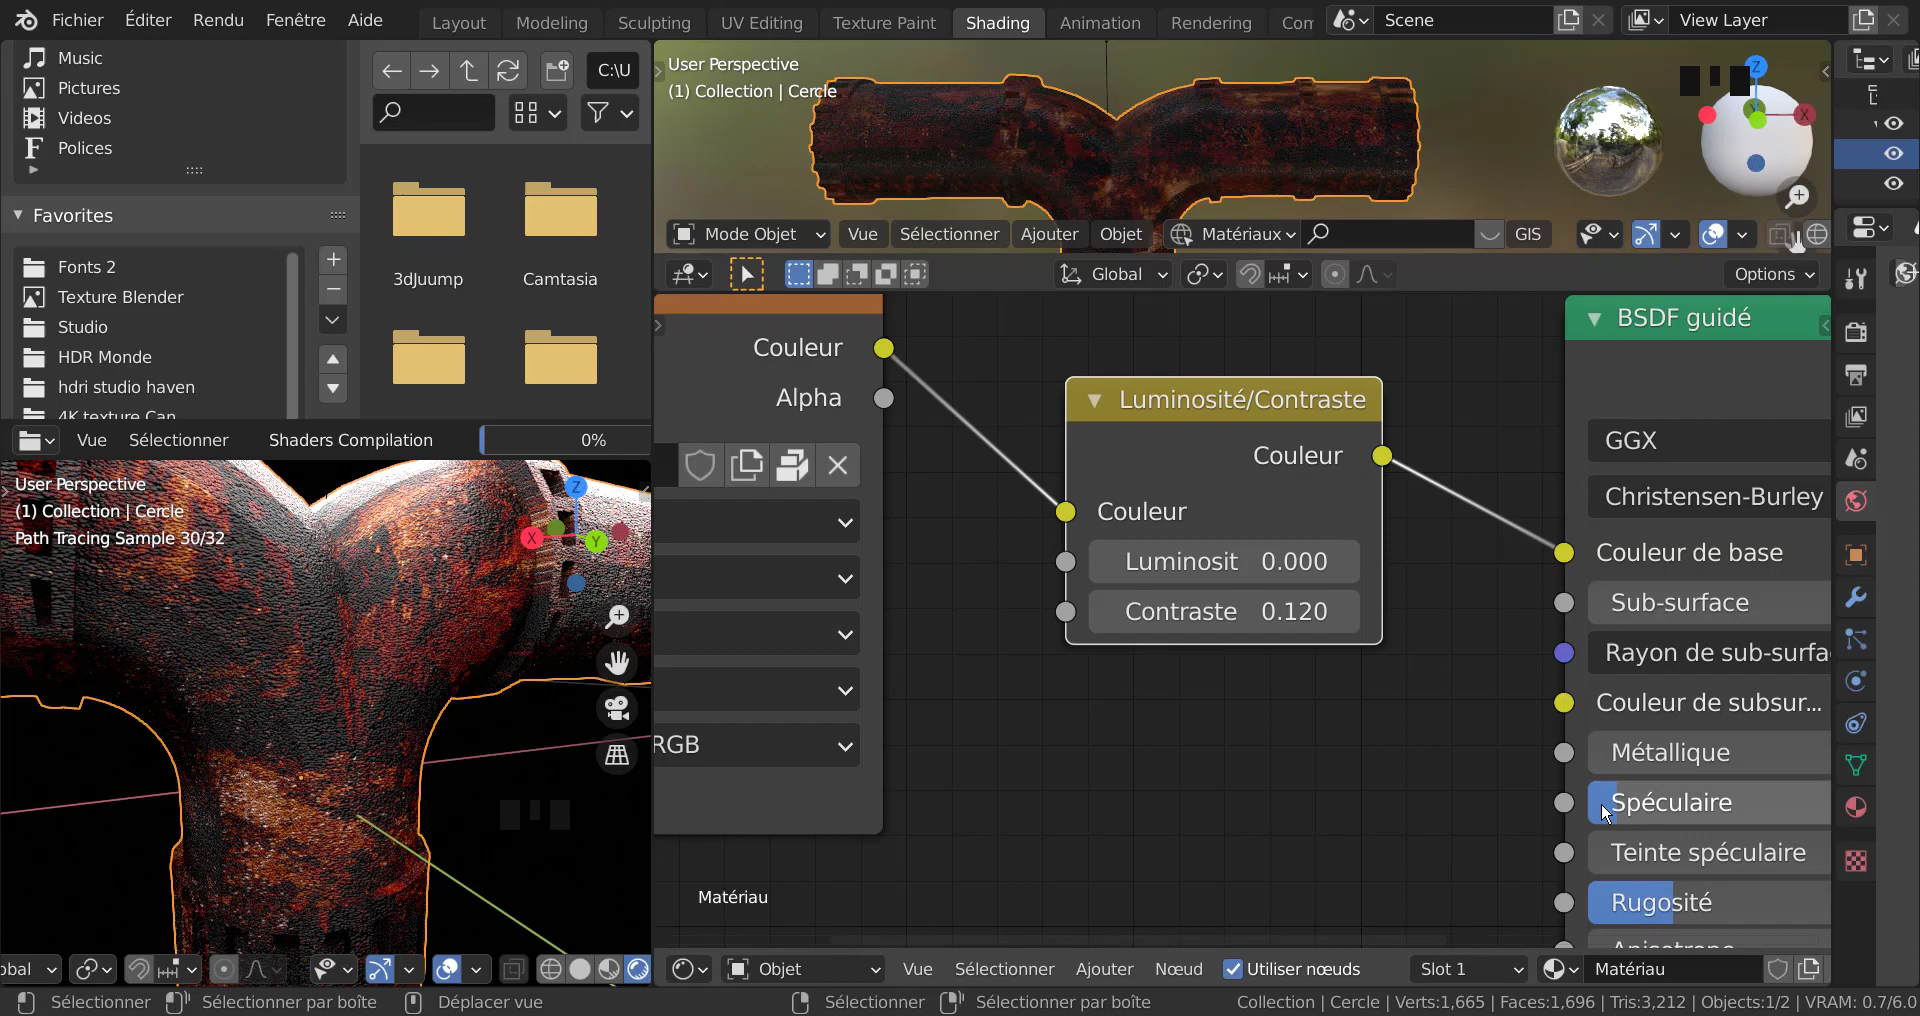 Fichier Éditer Rendu Fenêtre Aide Layout Modeling Sculpting UV Editing Texture Paint Shading Animation Rendering Scene View Layer
Music
Pictures
Videos
F Polices
C:\U
Favorites
Fonts 2
Texture Blender
Studio
HDR Monde
hdri studio haven
4K texture Can
3dJuump
Camtasia
Vue Sélectionner Shaders Compilation 0%
User Perspective
(1) Collection | Cercle
Z
X
Mode Objet Vue Sélectionner Ajouter Objet Matériaux GIS
Global Options
User Perspective
(1) Collection | Cercle
Path Tracing Sample 30/32
Z
X
Y
Couleur
Alpha
RGB
Luminosité/Contraste
Couleur
Couleur
Luminosit 0.000
Contraste 0.120
BSDF guidé
GGX
Christensen-Burley
Couleur de base
Sub-surface
Rayon de sub-surfa
Couleur de subsur...
Métallique
Spéculaire
Teinte spéculaire
Rugosité
Anisotrope
Matériau
obal
Objet Vue Sélectionner Ajouter Nœud Utiliser nœuds Slot 1 Matériau
Sélectionner Sélectionner par boîte Déplacer vue Sélectionner Sélectionner par boîte Collection | Cercle | Verts:1,665 | Faces:1,696 | Tris:3,212 | Objects:1/2 | VRAM: 0.7/6.0